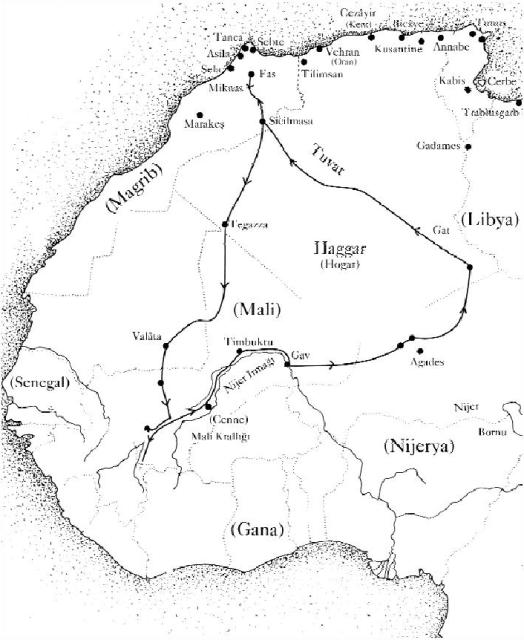 Cezâyir
(Kent)
Bicâye
Tunus
Tanca
Sebte
Asila
Vehran
(Oran)
Kusantine
Annabe
Fas
Tilimsan
Miknas
Kabis
Cerbe
Marakeş
Sicilmasa
Trablusgarb
Tuvat
Gadames
(Magrib)
(Libya)
Tegazza
Gat
Haggar
(Hogar)
(Mali)
Valâta
Timbuktu
Gav
Agades
(Senegal)
Nijer Irmağı
(Cenne)
Mali Krallığı
Nijer
Bornu
(Nijerya)
(Gana)